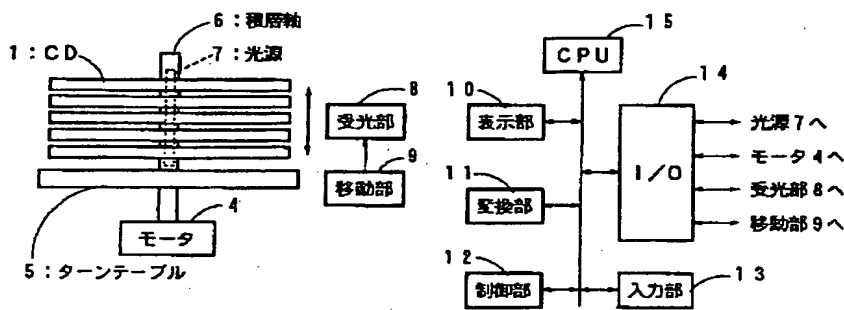 6：積層軸
7：光源
1：CD
8
受光部
9
移動部
4
モータ
5：ターンテーブル
15
CPU
14
10
表示部
I/O
光源7へ
モータ4へ
受光部8へ
移動部9へ
11
変換部
12
制御部
13
入力部